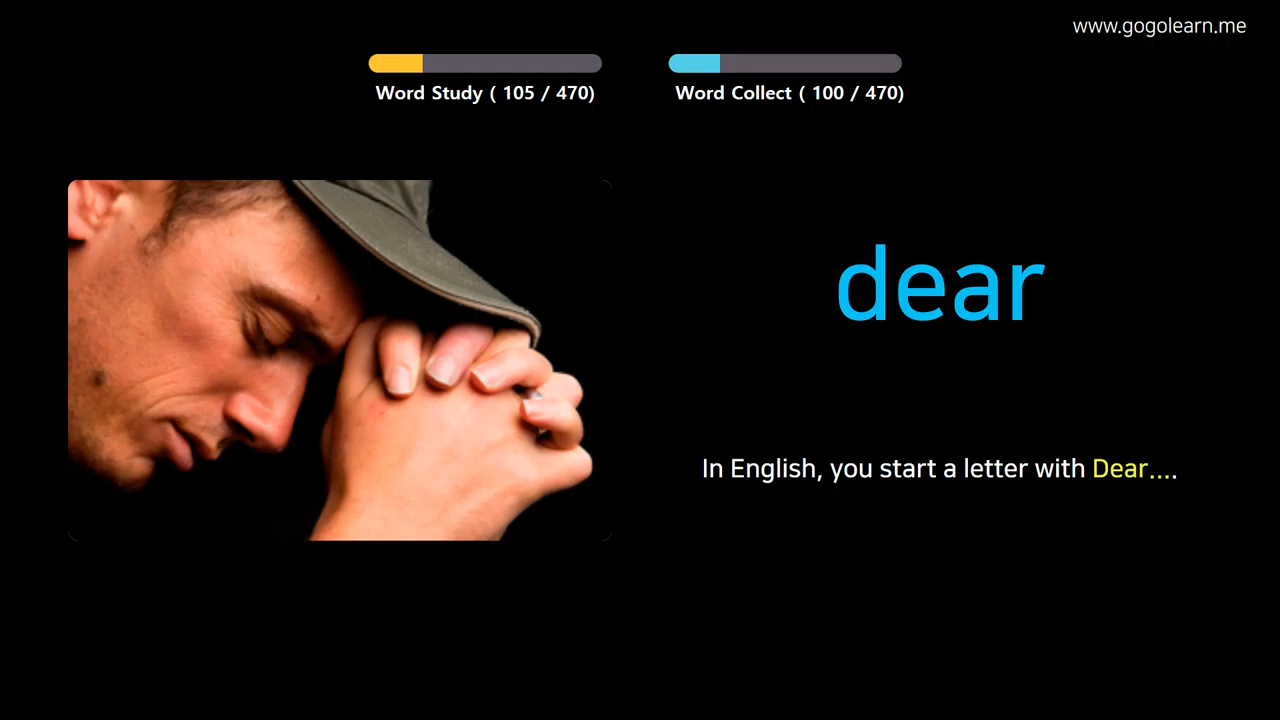 www.gogolearn.me
Word Study ( 105 / 470)
Word Collect ( 100 / 470)
dear
In English, you start a letter with Dear....